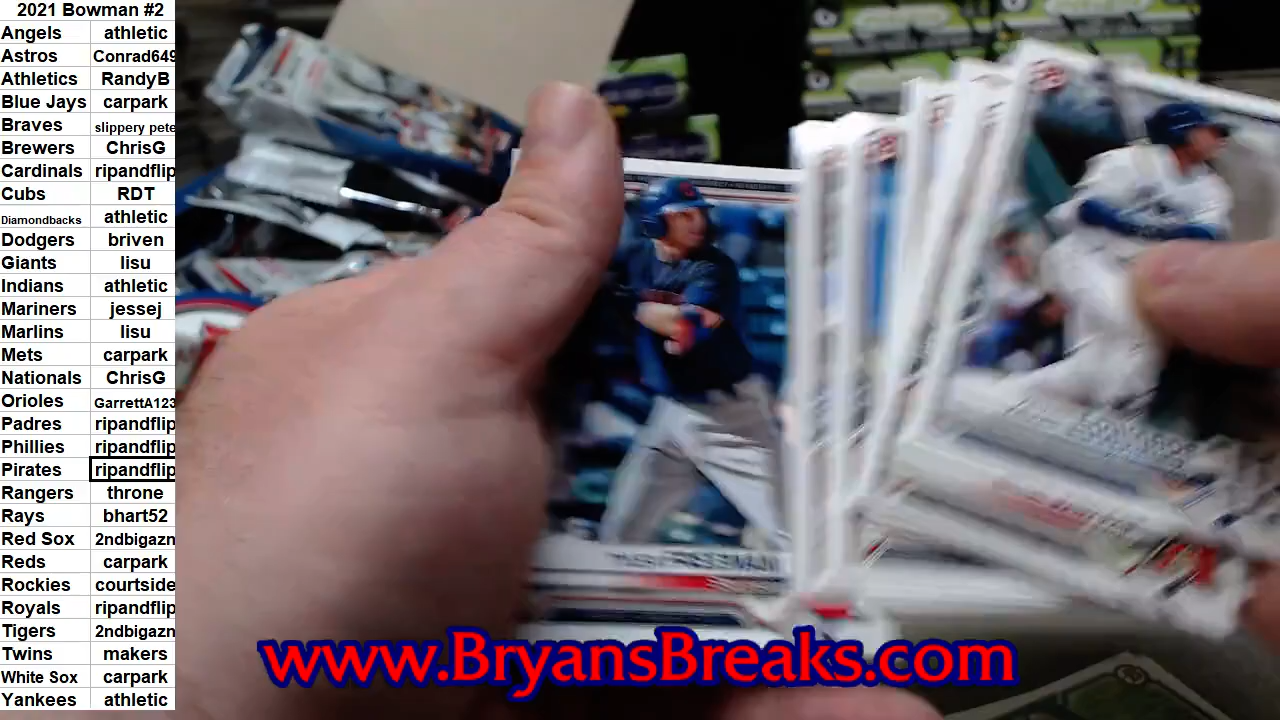 2021 Bowman #2
Angels athletic
Astros Conrad649
Athletics RandyB
Blue Jays carpark
Braves slippery pete
Brewers ChrisG
Cardinals ripandflip
Cubs RDT
Diamondbacks athletic
Dodgers briven
Giants lisu
Indians athletic
Mariners jessej
Marlins lisu
Mets carpark
Nationals ChrisG
Orioles GarrettA123
Padres ripandflip
Phillies ripandflip
Pirates ripandflip
Rangers throne
Rays bhart52
Red Sox 2ndbigazn
Reds carpark
Rockies courtside
Royals ripandflip
Tigers 2ndbigazn
Twins makers
White Sox carpark
Yankees athletic
FREEMAN
www.BryansBreaks.com